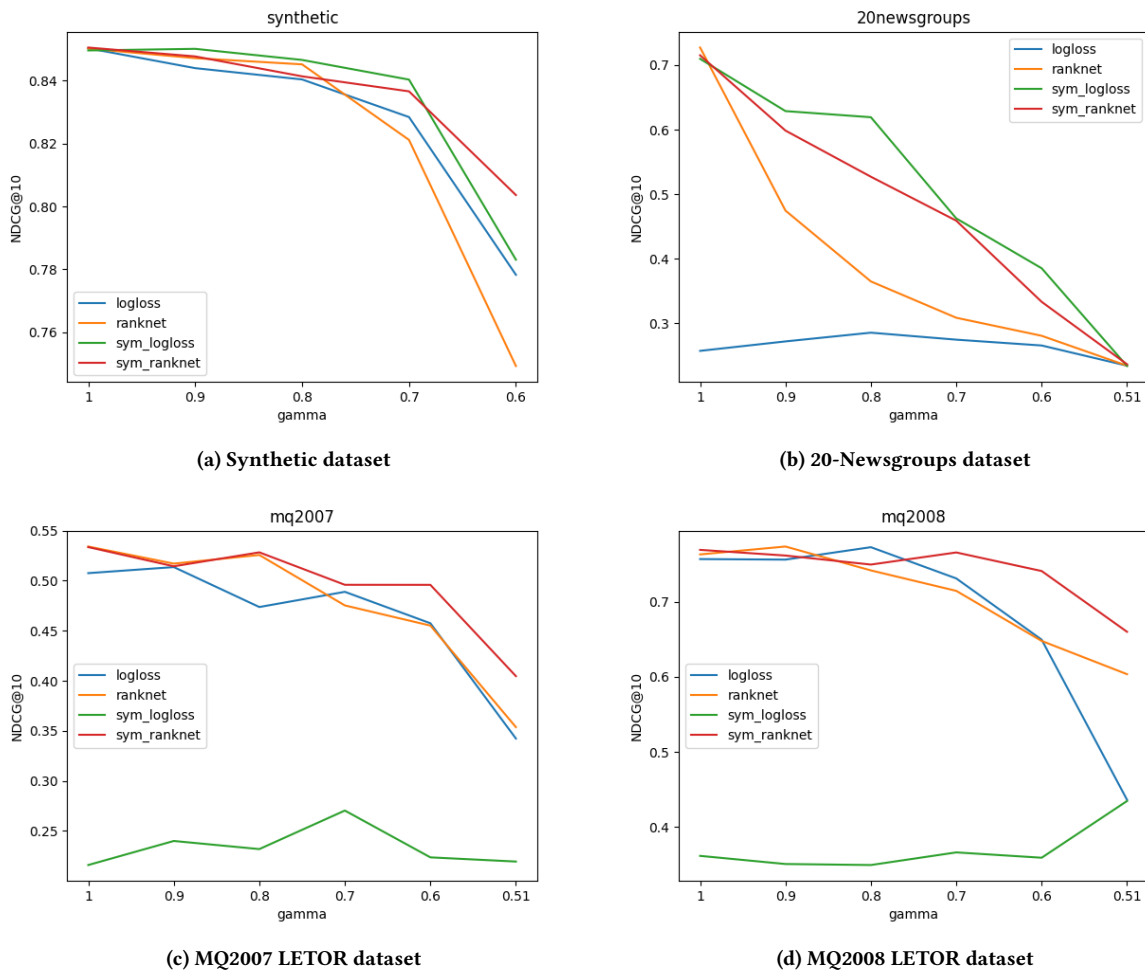 synthetic
NDCG@10
0.84
0.82
0.80
0.78
0.76
logloss
ranknet
sym_logloss
sym_ranknet
1 0.9 0.8 0.7 0.6
gamma
(a) Synthetic dataset
20newsgroups
NDCG@10
0.7
0.6
0.5
0.4
0.3
logloss
ranknet
sym_logloss
sym_ranknet
1 0.9 0.8 0.7 0.6 0.51
gamma
(b) 20-Newsgroups dataset
mq2007
NDCG@10
0.55
0.50
0.45
0.40
0.35
0.30
0.25
logloss
ranknet
sym_logloss
sym_ranknet
1 0.9 0.8 0.7 0.6 0.51
gamma
(c) MQ2007 LETOR dataset
mq2008
NDCG@10
0.7
0.6
0.5
0.4
logloss
ranknet
sym_logloss
sym_ranknet
1 0.9 0.8 0.7 0.6 0.51
gamma
(d) MQ2008 LETOR dataset